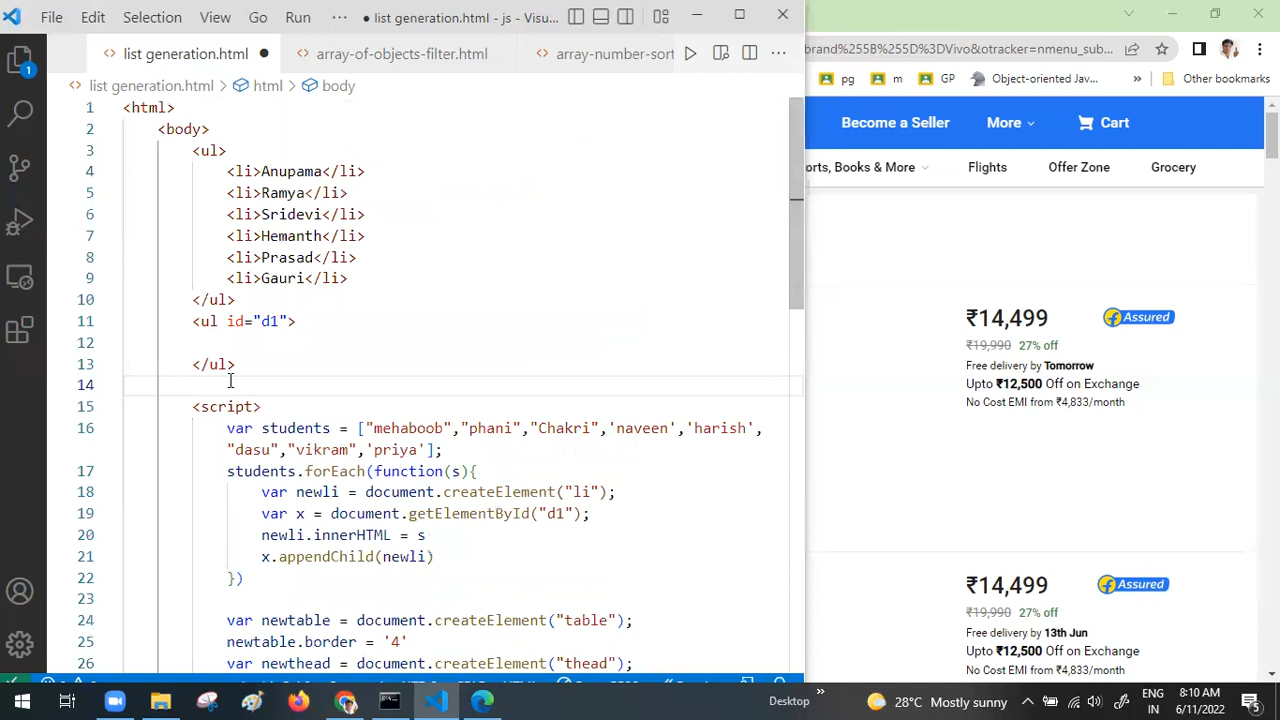 File Edit Selection View Go Run ··· ● list generation.html - js - Visu...
list generation.html ● array-of-objects-filter.html array-number-sort
list generation.html > html > body
1 <html>
2 <body>
3 <ul>
4 <li>Anupama</li>
5 <li>Ramya</li>
6 <li>Sridevi</li>
7 <li>Hemanth</li>
8 <li>Prasad</li>
9 <li>Gauri</li>
10 </ul>
11 <ul id="d1">
12
13 </ul>
14
15 <script>
16 var students = ["mehaboob","phani","Chakri",'naveen','harish',
"dasu","vikram",'priya'];
17 students.forEach(function(s){
18 var newli = document.createElement("li");
19 var x = document.getElementById("d1");
20 newli.innerHTML = s
21 x.appendChild(newli)
22 })
23
24 var newtable = document.createElement("table");
25 newtable.border = '4'
26 var newthead = document.createElement("thead");
1
brand%255B%255D%3DVivo&otracker=nmenu_sub...
pg m GP Object-oriented Jav... » Other bookmarks
Become a Seller More Cart
orts, Books & More Flights Offer Zone Grocery
₹14,499 Assured
₹19,990 27% off
Free delivery by Tomorrow
Upto ₹12,500 Off on Exchange
No Cost EMI from ₹4,833/month
₹14,499 Assured
₹19,990 27% off
Free delivery by 13th Jun
Upto ₹12,500 Off on Exchange
No Cost EMI from ₹4,833/month
Desktop » 28°C Mostly sunny ENG IN 8:10 AM 6/11/2022 5